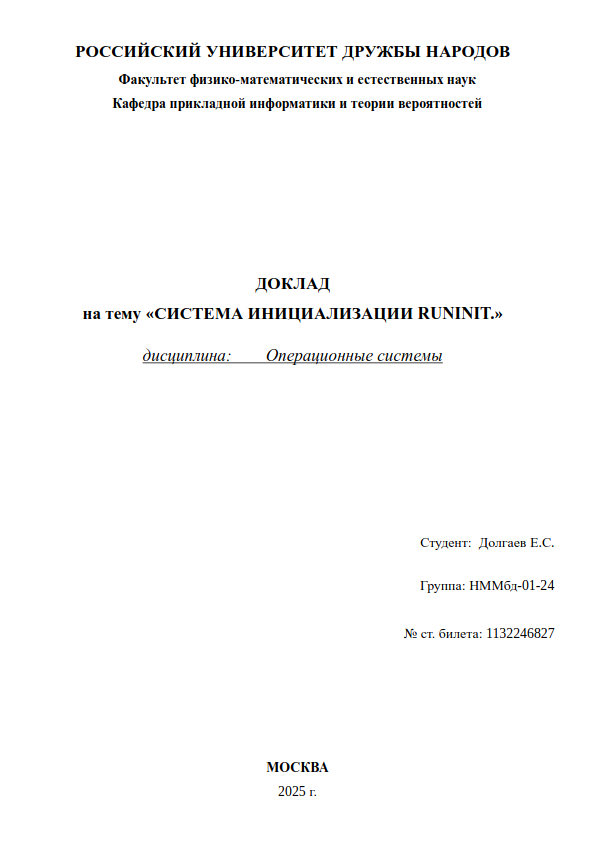 РОССИЙСКИЙ УНИВЕРСИТЕТ ДРУЖБЫ НАРОДОВ
Факультет физико-математических и естественных наук
Кафедра прикладной информатики и теории вероятностей
ДОКЛАД
на тему «СИСТЕМА ИНИЦИАЛИЗАЦИИ RUNINIT.»
дисциплина: Операционные системы
Студент: Долгаев Е.С.
Группа: НММбд-01-24
№ ст. билета: 1132246827
МОСКВА
2025 г.